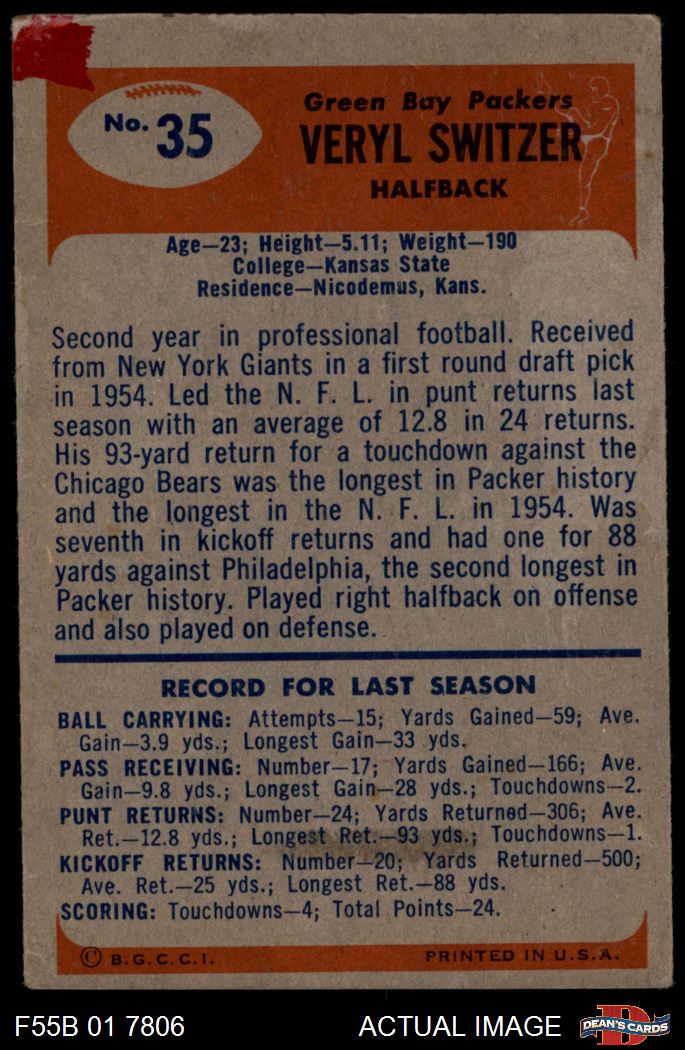 Green Bay Packers
No. 35
VERYL SWITZER
HALFBACK
Age—23; Height—5.11; Weight—190
College—Kansas State
Residence—Nicodemus, Kans.
Second year in professional football. Received
from New York Giants in a first round draft pick
in 1954. Led the N. F. L. in punt returns last
season with an average of 12.8 in 24 returns.
His 93-yard return for a touchdown against the
Chicago Bears was the longest in Packer history
and the longest in the N. F. L. in 1954. Was
seventh in kickoff returns and had one for 88
yards against Philadelphia, the second longest in
Packer history. Played right halfback on offense
and also played on defense.
RECORD FOR LAST SEASON
BALL CARRYING: Attempts—15; Yards Gained—59; Ave.
Gain—3.9 yds.; Longest Gain—33 yds.
PASS RECEIVING: Number—17; Yards Gained—166; Ave.
Gain—9.8 yds.; Longest Gain—28 yds.; Touchdowns—2.
PUNT RETURNS: Number—24; Yards Returned—306; Ave.
Ret.—12.8 yds.; Longest Ret.—93 yds.; Touchdowns—1.
KICKOFF RETURNS: Number—20; Yards Returned—500;
Ave. Ret.—25 yds.; Longest Ret.—88 yds.
SCORING: Touchdowns—4; Total Points—24.
© B.G.C.C.I. PRINTED IN U.S.A.
F55B 01 7806 ACTUAL IMAGE D DEAN'S CARDS